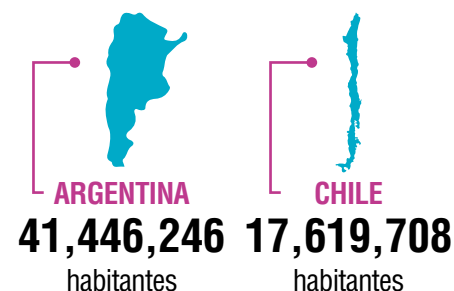 ARGENTINA
41,446,246
habitantes
CHILE
17,619,708
habitantes